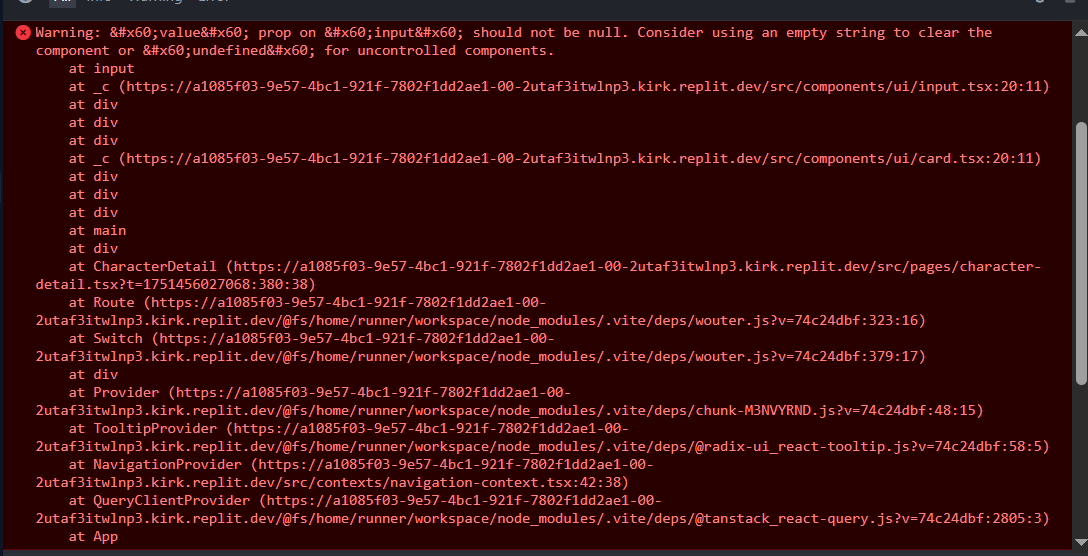 Warning: &#x60;value&#x60; prop on &#x60;input&#x60; should not be null. Consider using an empty string to clear the
component or &#x60;undefined&#x60; for uncontrolled components.
at input
at _c (https://a1085f03-9e57-4bc1-921f-7802f1dd2ae1-00-2utaf3itwlnp3.kirk.replit.dev/src/components/ui/input.tsx:20:11)
at div
at div
at div
at _c (https://a1085f03-9e57-4bc1-921f-7802f1dd2ae1-00-2utaf3itwlnp3.kirk.replit.dev/src/components/ui/card.tsx:20:11)
at div
at div
at div
at main
at div
at CharacterDetail (https://a1085f03-9e57-4bc1-921f-7802f1dd2ae1-00-2utaf3itwlnp3.kirk.replit.dev/src/pages/character-
detail.tsx?t=1751456027068:380:38)
at Route (https://a1085f03-9e57-4bc1-921f-7802f1dd2ae1-00-
2utaf3itwlnp3.kirk.replit.dev/@fs/home/runner/workspace/node_modules/.vite/deps/wouter.js?v=74c24dbf:323:16)
at Switch (https://a1085f03-9e57-4bc1-921f-7802f1dd2ae1-00-
2utaf3itwlnp3.kirk.replit.dev/@fs/home/runner/workspace/node_modules/.vite/deps/wouter.js?v=74c24dbf:379:17)
at div
at Provider (https://a1085f03-9e57-4bc1-921f-7802f1dd2ae1-00-
2utaf3itwlnp3.kirk.replit.dev/@fs/home/runner/workspace/node_modules/.vite/deps/chunk-M3NVYRND.js?v=74c24dbf:48:15)
at TooltipProvider (https://a1085f03-9e57-4bc1-921f-7802f1dd2ae1-00-
2utaf3itwlnp3.kirk.replit.dev/@fs/home/runner/workspace/node_modules/.vite/deps/@radix-ui_react-tooltip.js?v=74c24dbf:58:5)
at NavigationProvider (https://a1085f03-9e57-4bc1-921f-7802f1dd2ae1-00-
2utaf3itwlnp3.kirk.replit.dev/src/contexts/navigation-context.tsx:42:38)
at QueryClientProvider (https://a1085f03-9e57-4bc1-921f-7802f1dd2ae1-00-
2utaf3itwlnp3.kirk.replit.dev/@fs/home/runner/workspace/node_modules/.vite/deps/@tanstack_react-query.js?v=74c24dbf:2805:3)
at App